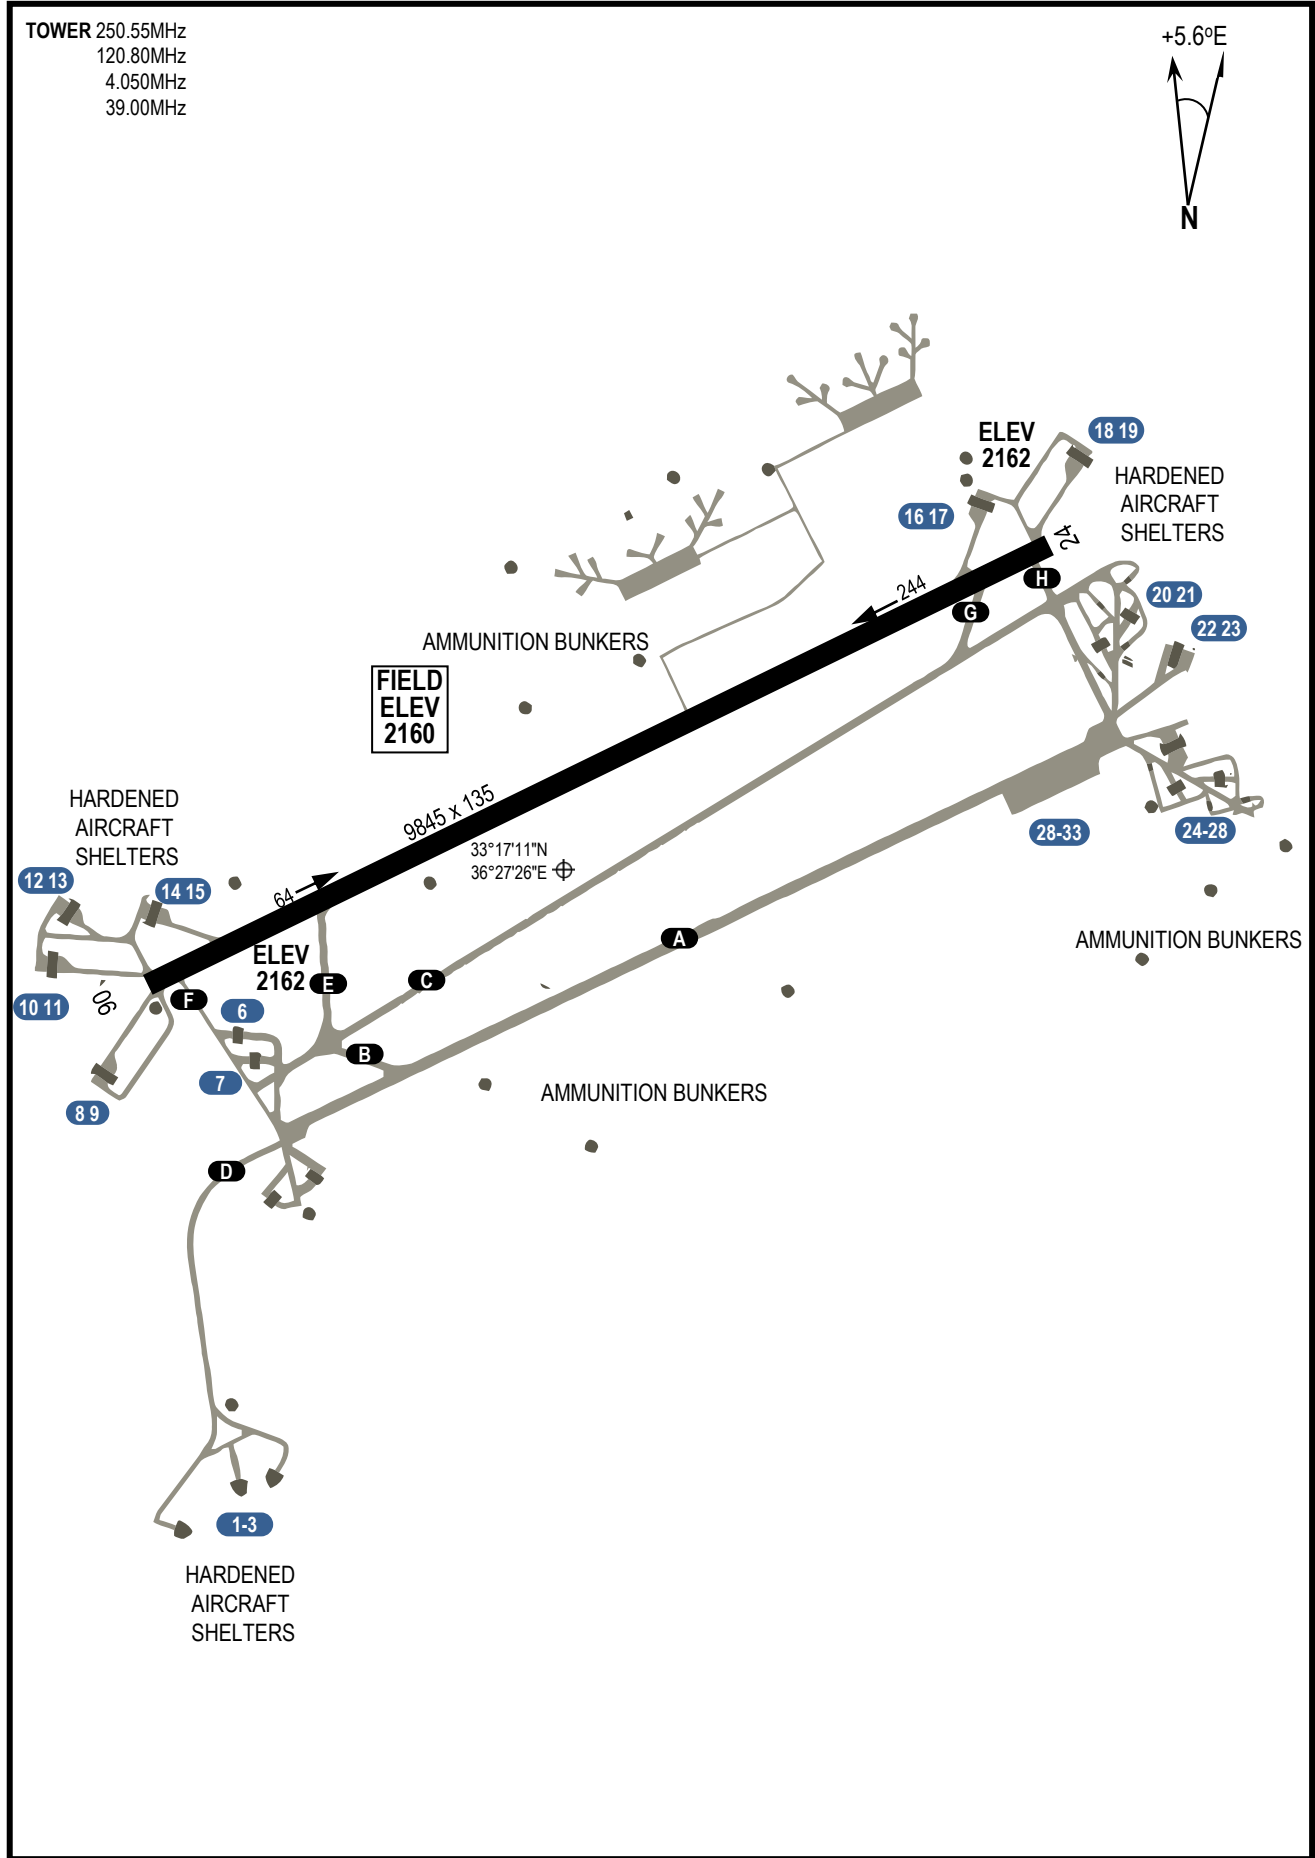 TOWER 250.55MHz
120.80MHz
4.050MHz
39.00MHz
+5.6ºE
N
ELEV
2162
18 19
HARDENED
AIRCRAFT
SHELTERS
16 17
24
H
244
G
20 21
22 23
AMMUNITION BUNKERS
FIELD
ELEV
2160
9845 x 135
33°17'11"N
36°27'26"E
28-33
24-28
HARDENED
AIRCRAFT
SHELTERS
12 13
14 15
64
A
AMMUNITION BUNKERS
ELEV
2162
E
C
10 11
06
F
6
B
7
8 9
AMMUNITION BUNKERS
D
1-3
HARDENED
AIRCRAFT
SHELTERS